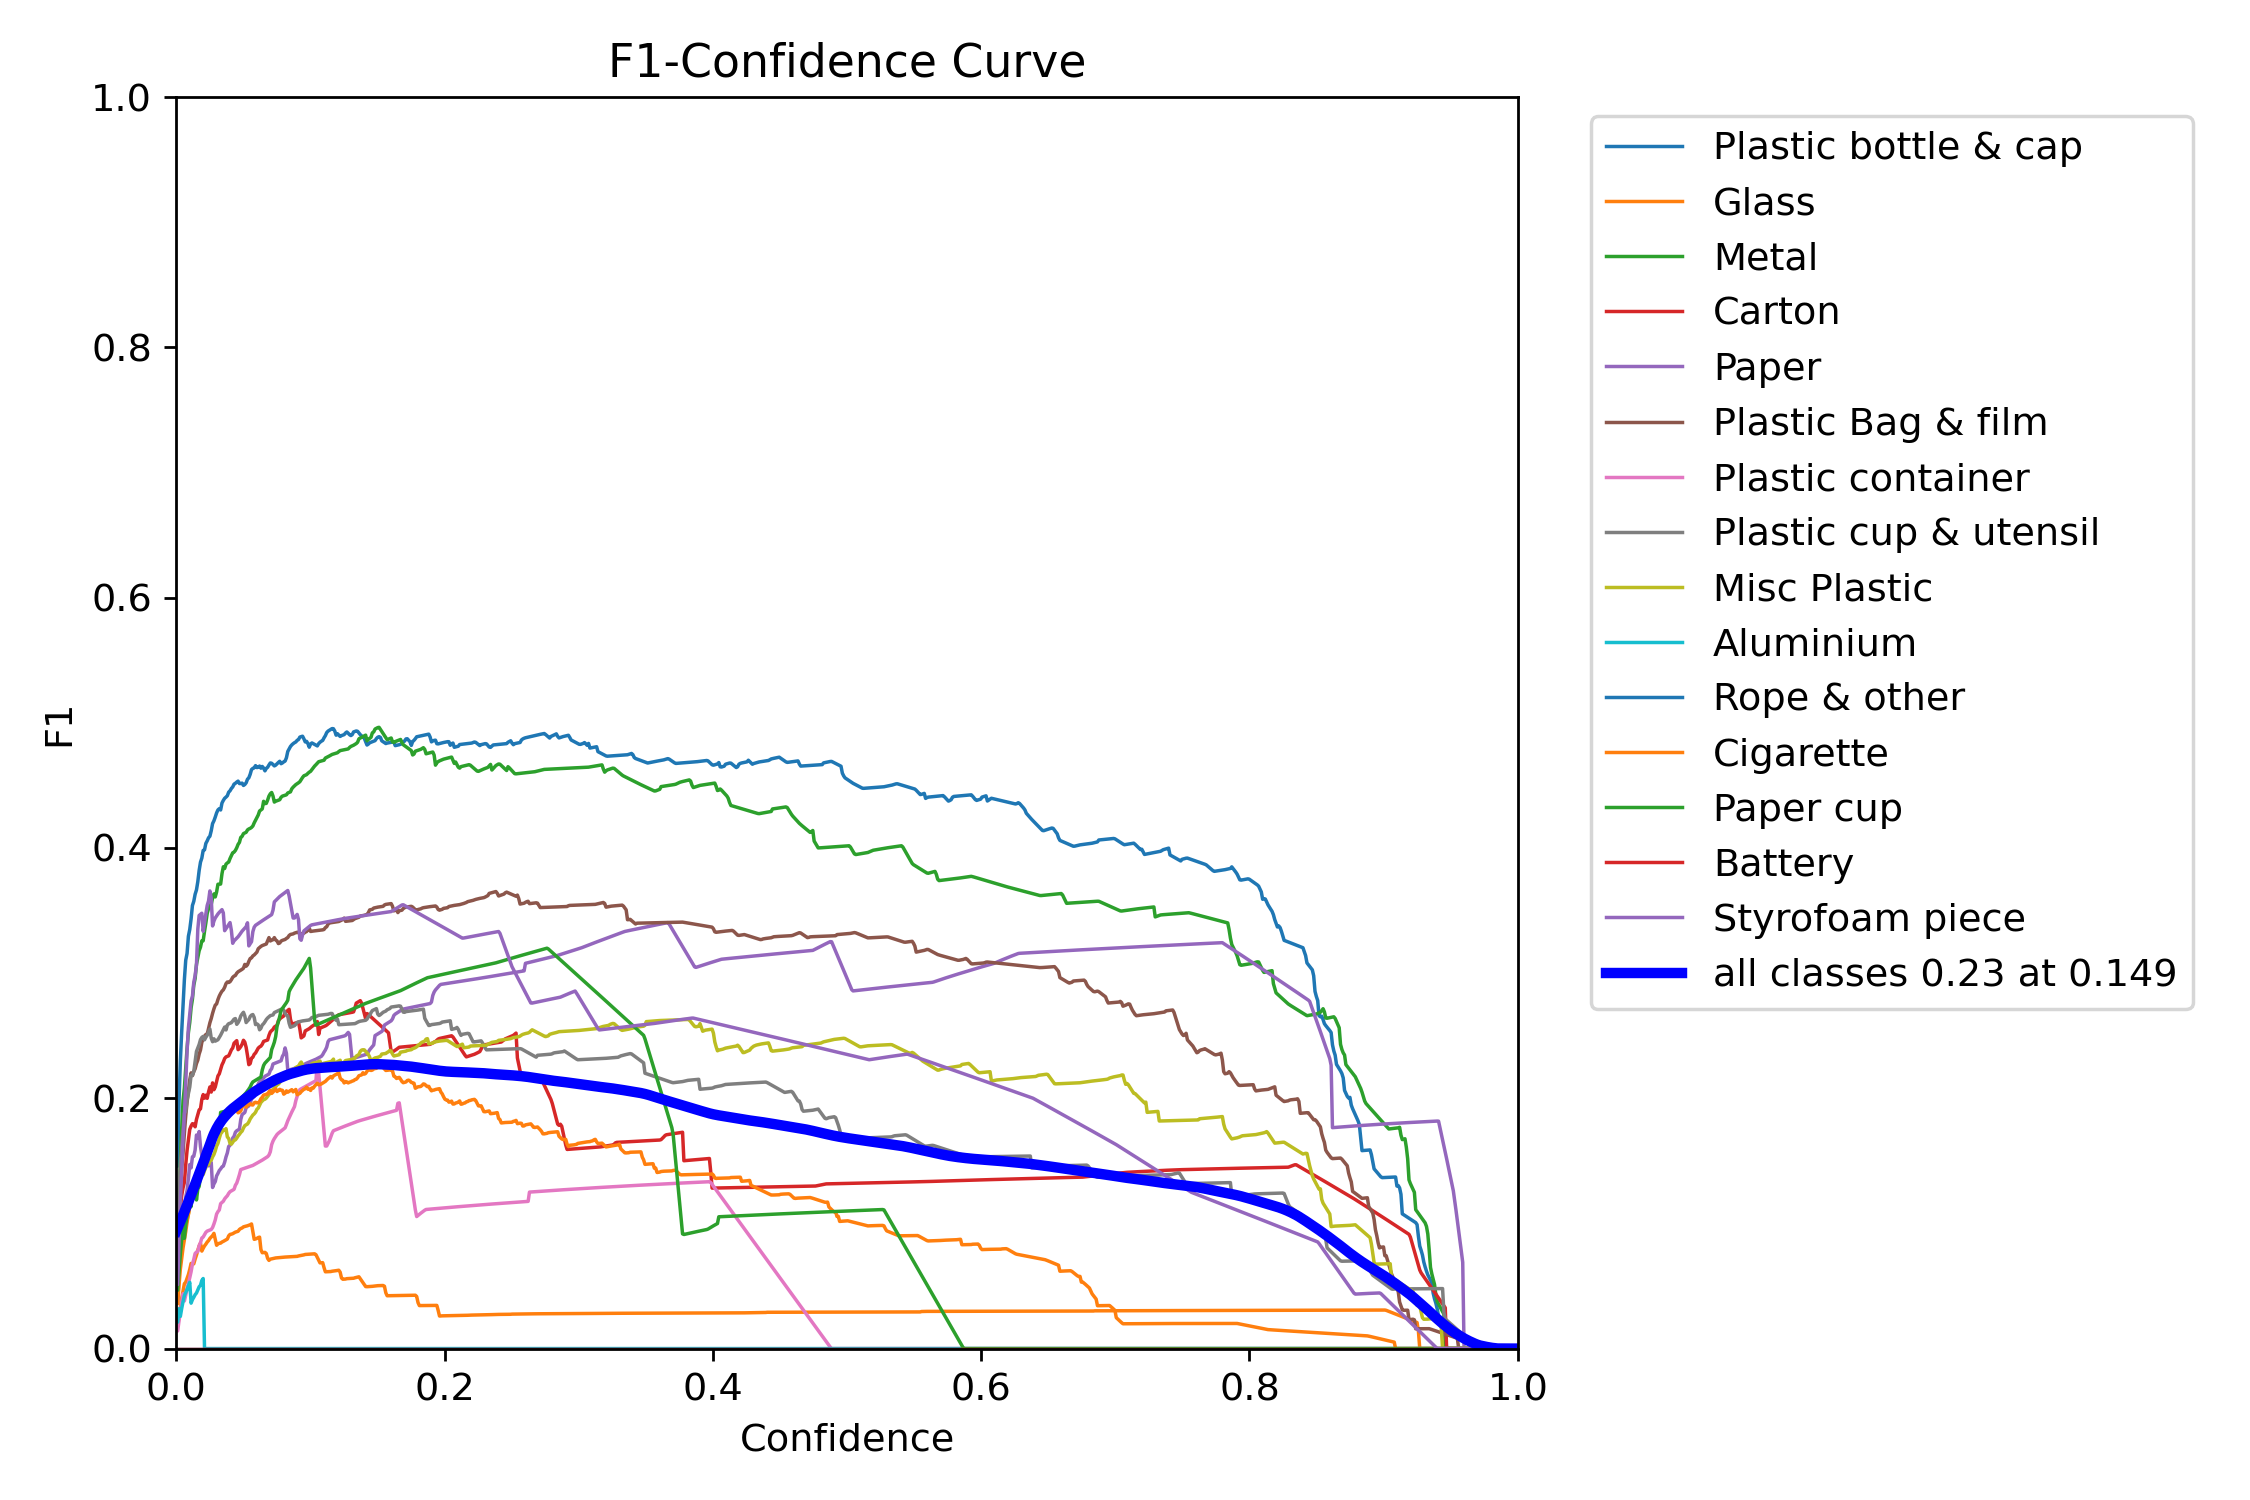 F1-Confidence Curve
1.0
0.8
0.6
0.4
0.2
0.0
F1
0.0 0.2 0.4 0.6 0.8 1.0
Confidence
Plastic bottle & cap
Glass
Metal
Carton
Paper
Plastic Bag & film
Plastic container
Plastic cup & utensil
Misc Plastic
Aluminium
Rope & other
Cigarette
Paper cup
Battery
Styrofoam piece
all classes 0.23 at 0.149